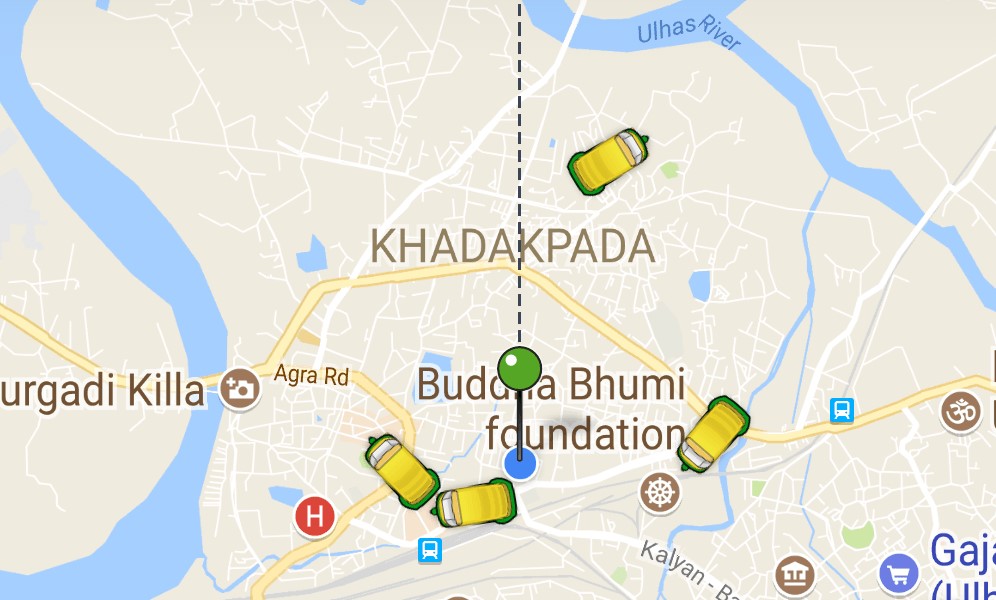 Ulhas River
KHADAKPADA
urgadi Killa
Agra Rd
Buddha Bhumi
foundation
H
Kalyan - Ba
Gaja
(Ulh